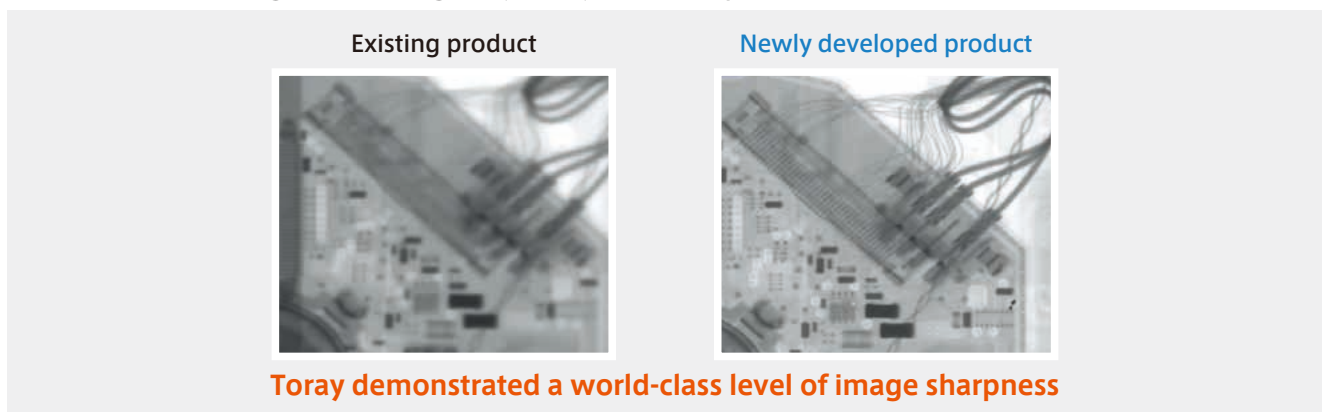 Existing product
Newly developed product
Toray demonstrated a world-class level of image sharpness